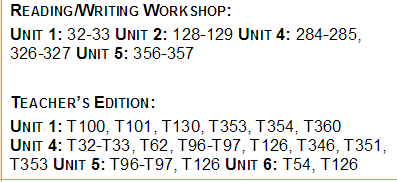 READING/WRITING WORKSHOP:
UNIT 1: 32-33 UNIT 2: 128-129 UNIT 4: 284-285,
326-327 UNIT 5: 356-357
TEACHER'S EDITION:
UNIT 1: T100, T101, T130, T353, T354, T360
UNIT 4: T32-T33, T62, T96-T97, T126, T346, T351,
T353 UNIT 5: T96-T97, T126 UNIT 6: T54, T126